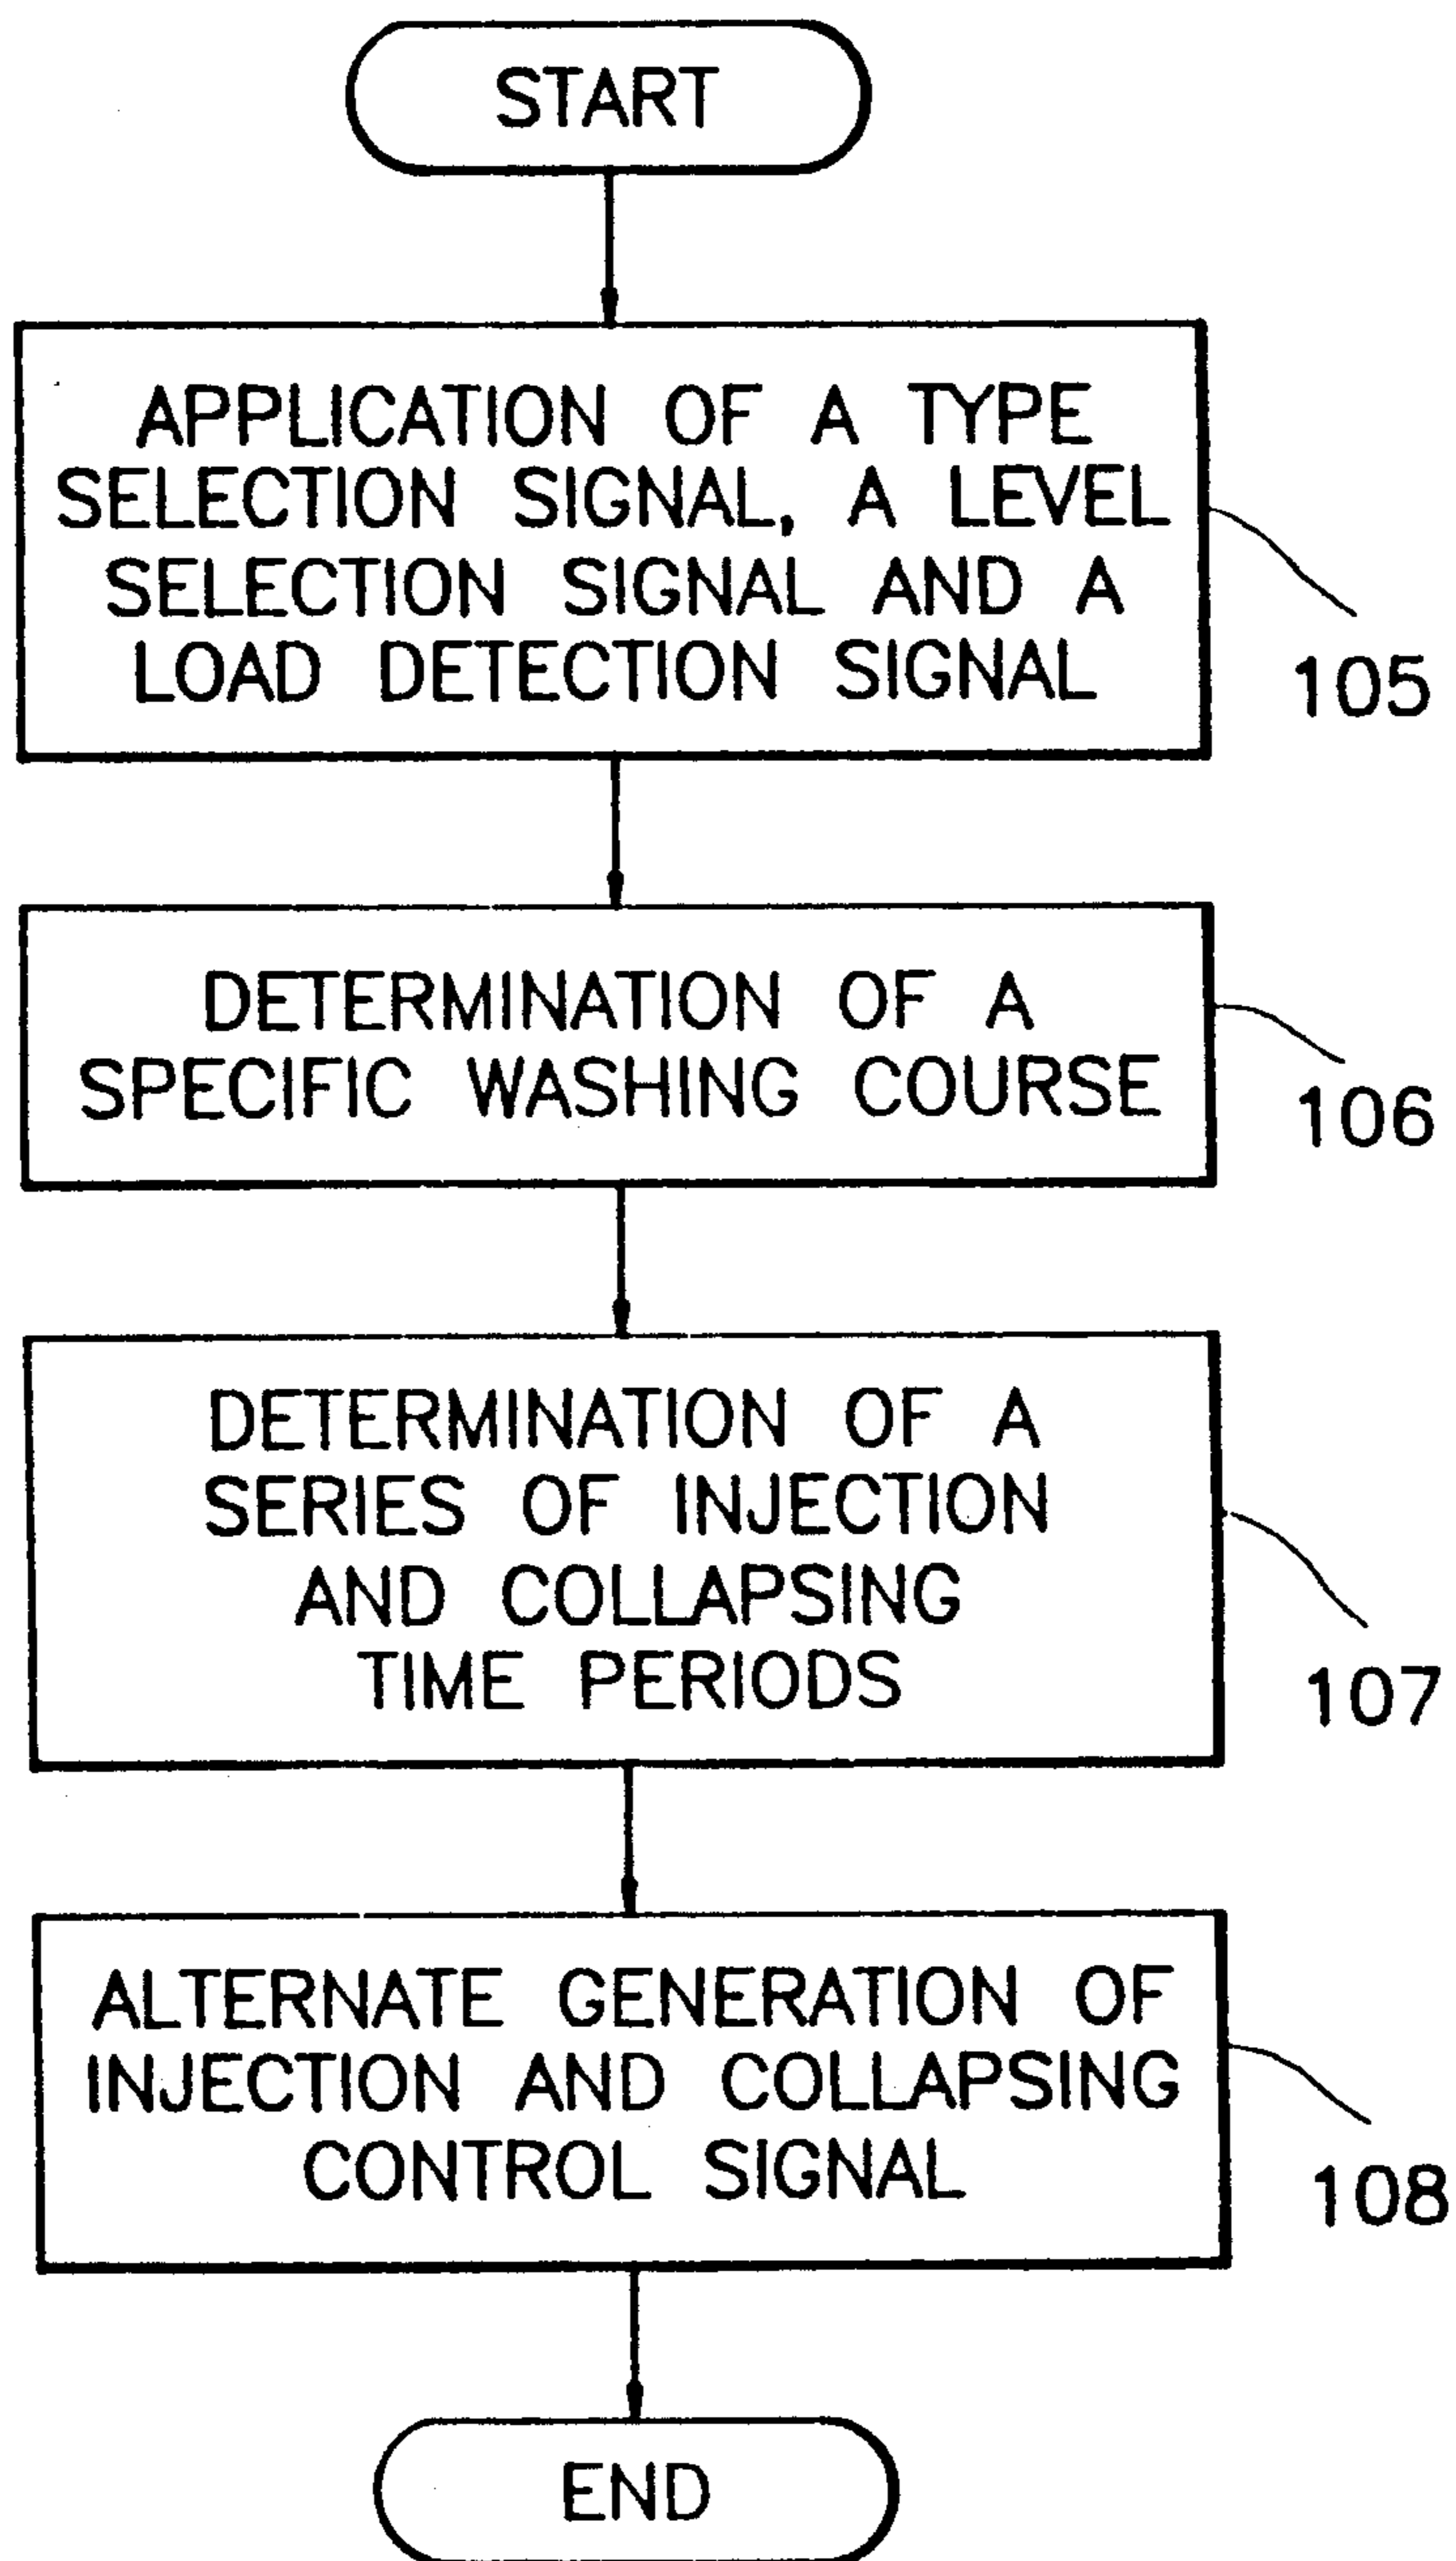 START
APPLICATION OF A TYPE
SELECTION SIGNAL, A LEVEL
SELECTION SIGNAL AND A
LOAD DETECTION SIGNAL
105
DETERMINATION OF A
SPECIFIC WASHING COURSE
106
DETERMINATION OF A
SERIES OF INJECTION
AND COLLAPSING
TIME PERIODS
107
ALTERNATE GENERATION OF
INJECTION AND COLLAPSING
CONTROL SIGNAL
108
END